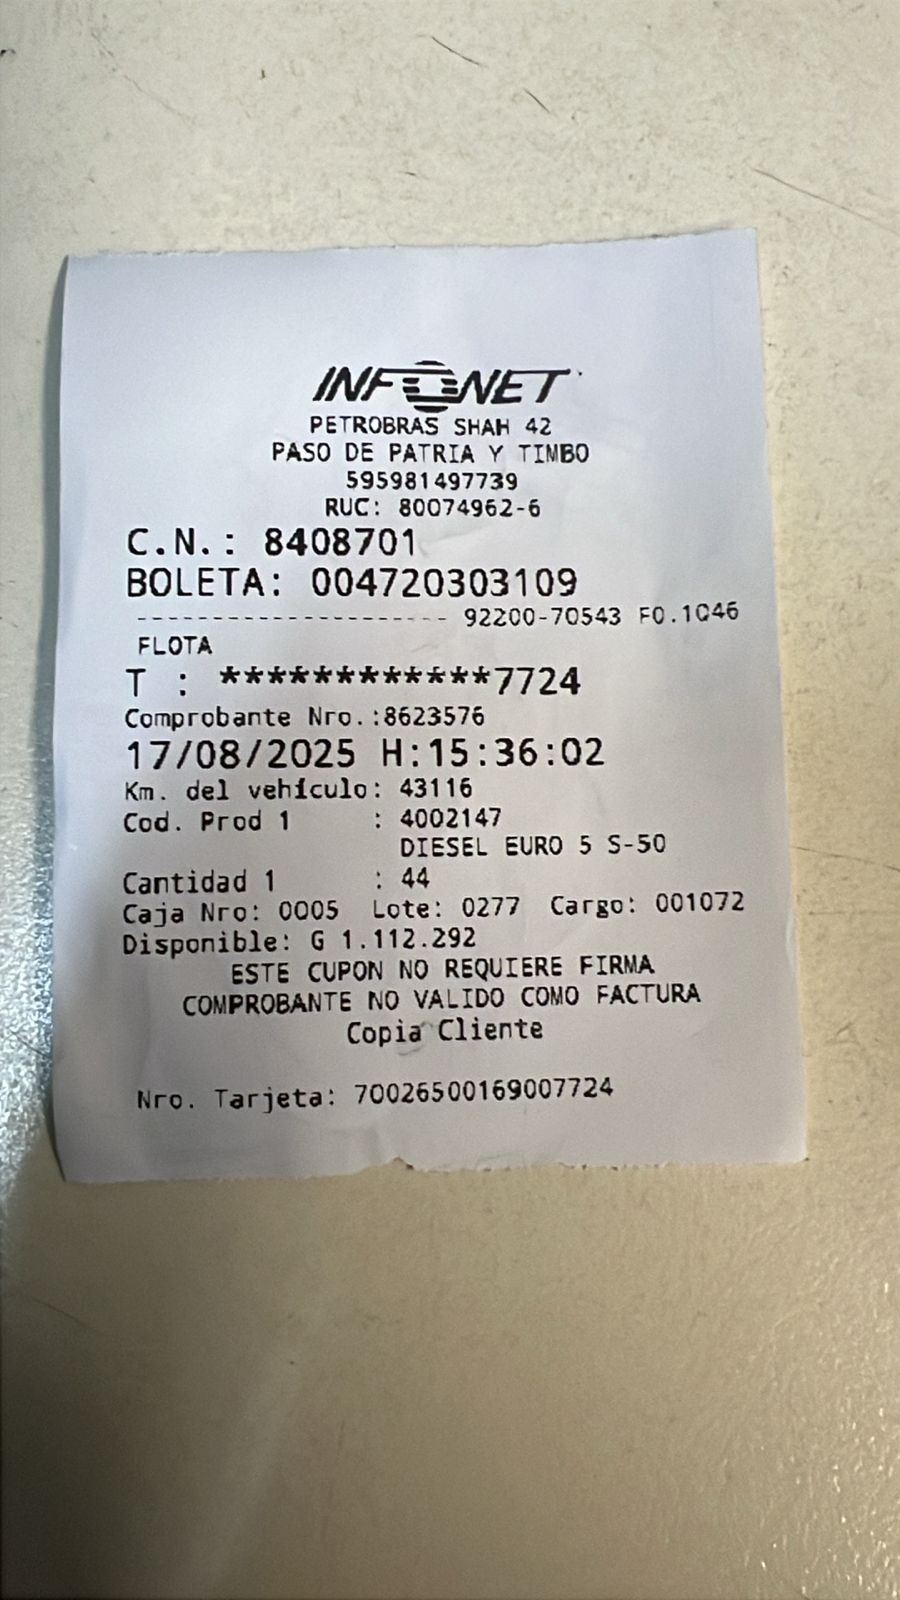 INFONET
PETROBRAS SHAH 42
PASO DE PATRIA Y TIMBO
595981497739
RUC: 80074962-6
C.N.: 8408701
BOLETA: 004720303109
--------------------- 92200-70543 F0.1046
FLOTA
T : ************7724
Comprobante Nro.:8623576
17/08/2025 H:15:36:02
Km. del vehículo: 43116
Cod. Prod 1 : 4002147
DIESEL EURO 5 S-50
Cantidad 1 : 44
Caja Nro: 0005 Lote: 0277 Cargo: 001072
Disponible: G 1.112.292
ESTE CUPON NO REQUIERE FIRMA
COMPROBANTE NO VALIDO COMO FACTURA
Copia Cliente
Nro. Tarjeta: 70026500169007724